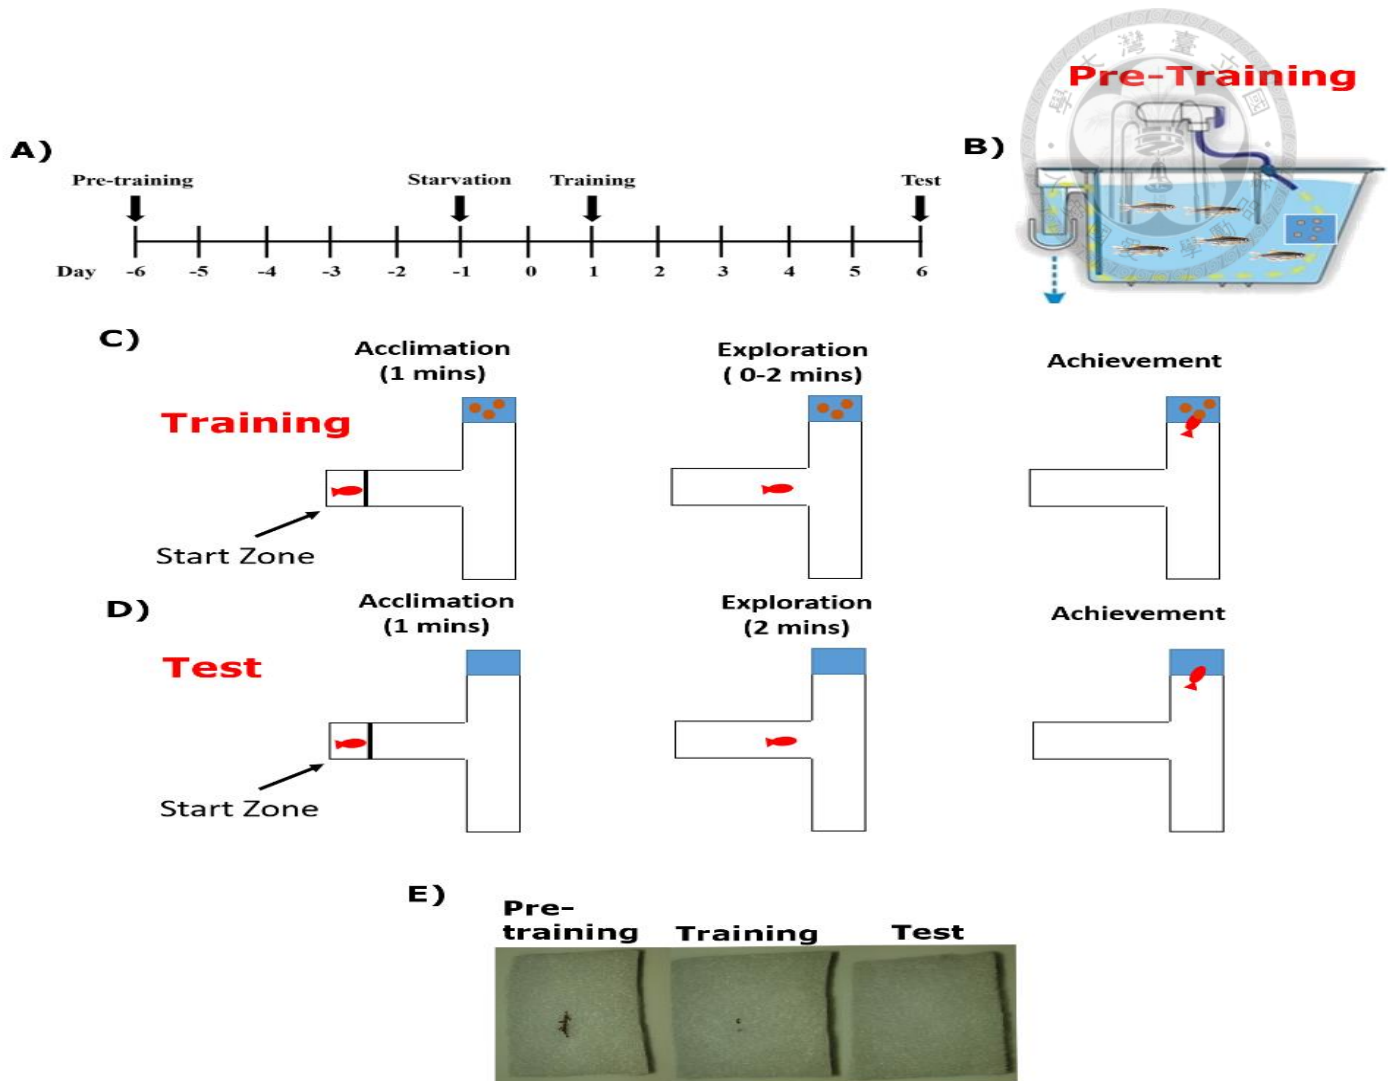 A)
Pre-training Starvation Training Test
Day -6 -5 -4 -3 -2 -1 0 1 2 3 4 5 6
B)
Pre-Training
C)
Training
Acclimation
(1 mins)
Exploration
( 0-2 mins)
Achievement
Start Zone
D)
Test
Acclimation
(1 mins)
Exploration
(2 mins)
Achievement
Start Zone
E)
Pre-
training Training Test